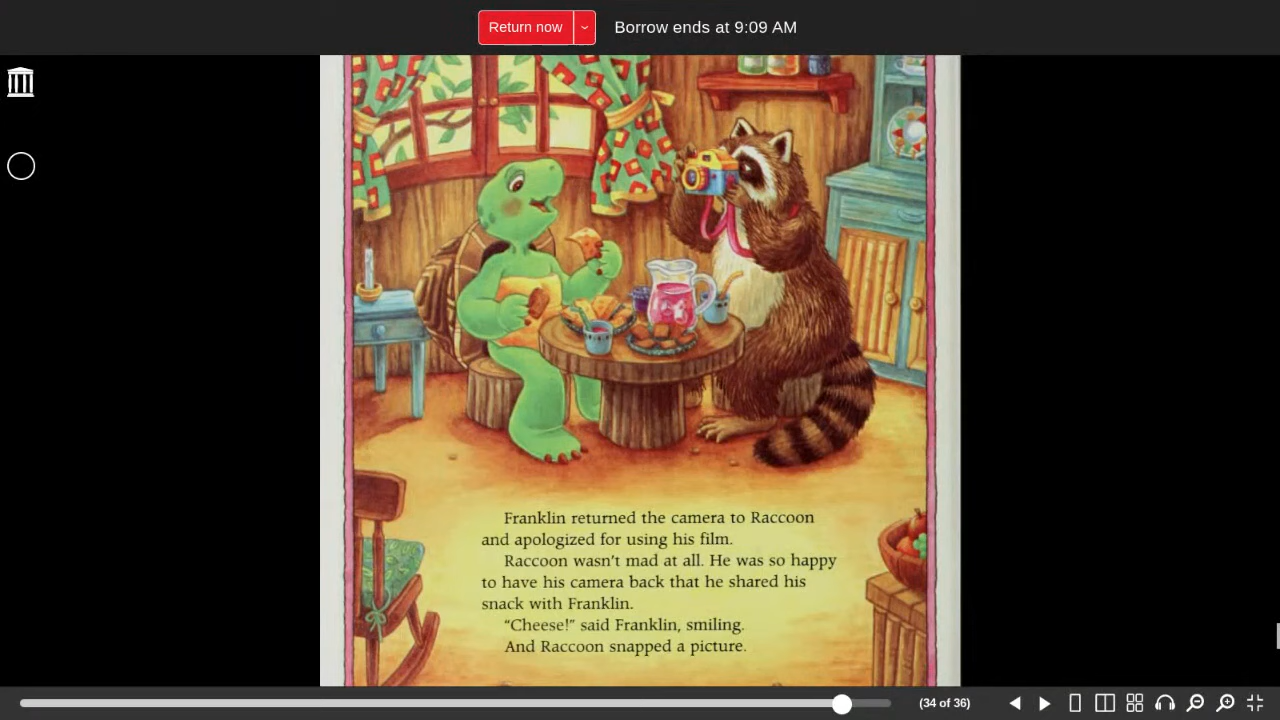 Return now
Borrow ends at 9:09 AM
Franklin returned the camera to Raccoon
and apologized for using his film.
Raccoon wasn't mad at all. He was so happy
to have his camera back that he shared his
snack with Franklin.
“Cheese!” said Franklin, smiling.
And Raccoon snapped a picture.
(34 of 36)